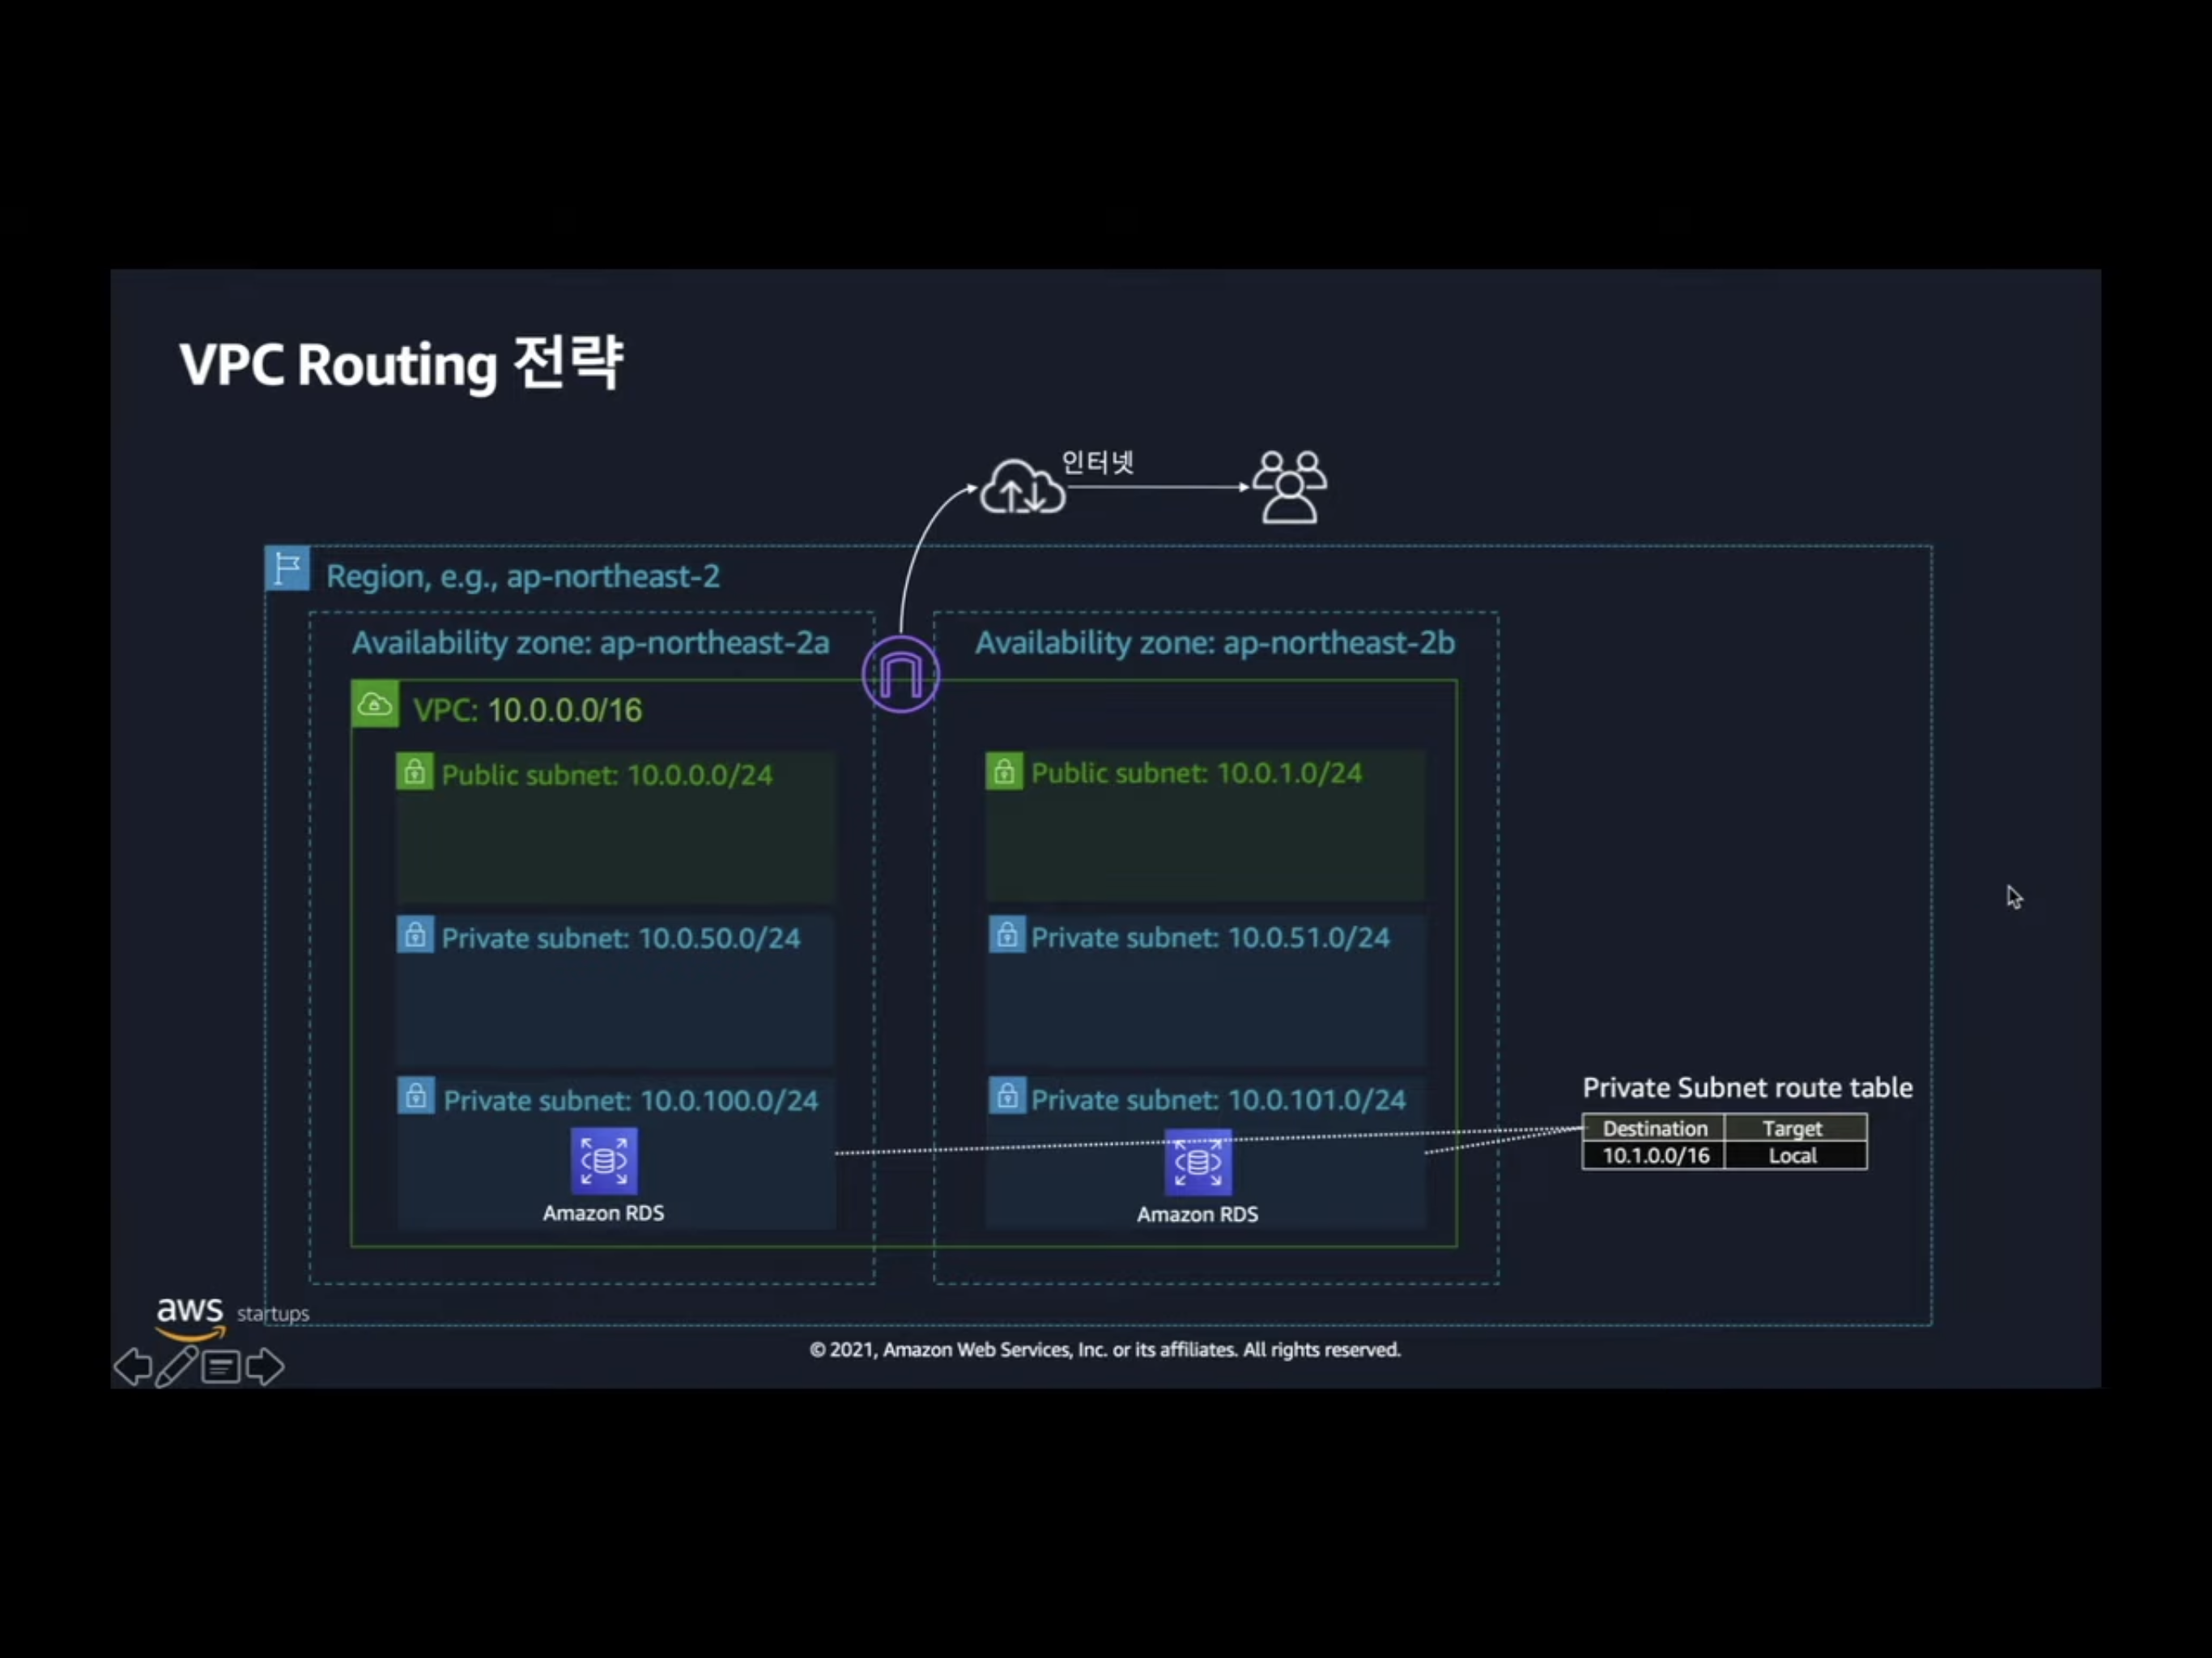 VPC Routing 전략
인터넷
Region, e.g., ap-northeast-2
Availability zone: ap-northeast-2a
Availability zone: ap-northeast-2b
VPC: 10.0.0.0/16
Public subnet: 10.0.0.0/24
Public subnet: 10.0.1.0/24
Private subnet: 10.0.50.0/24
Private subnet: 10.0.51.0/24
Private subnet: 10.0.100.0/24
Private subnet: 10.0.101.0/24
Amazon RDS
Amazon RDS
Private Subnet route table
Destination Target
10.1.0.0/16 Local
aws startups
© 2021, Amazon Web Services, Inc. or its affiliates. All rights reserved.